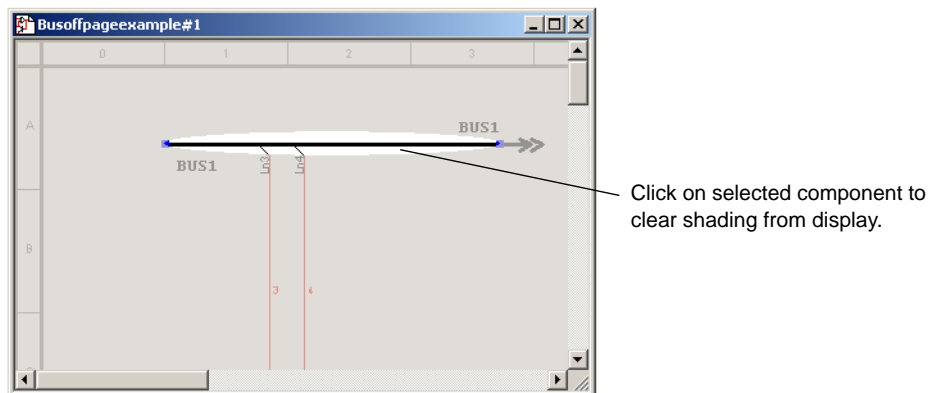 Busoffpageexample#1
0 1 2 3
A
BUS1
BUS1 Ln3 Ln4
Click on selected component to
clear shading from display.
B
3 4